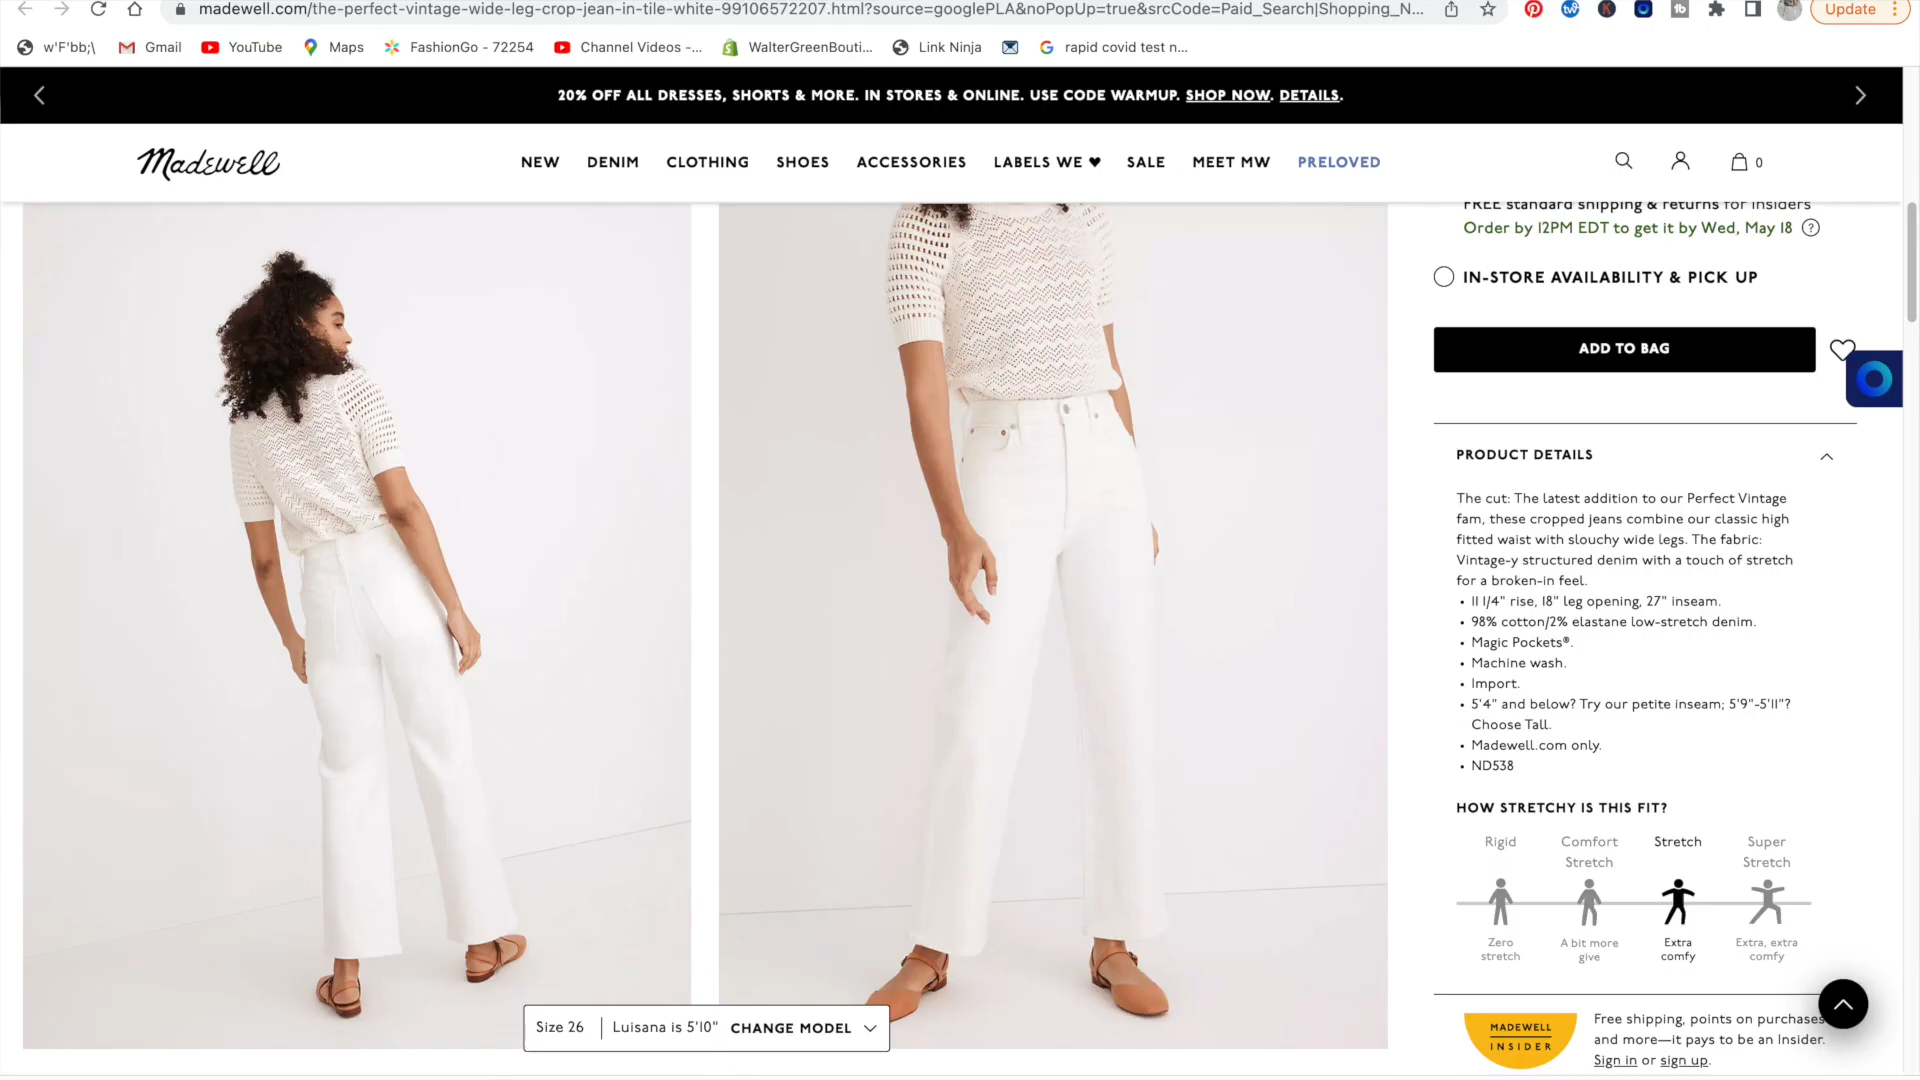 madewell.com/the-perfect-vintage-wide-leg-crop-jean-in-tile-white-99106572207.html?source=googlePLA&noPopUp=true&srCode=Paid_Search|Shopping_N...
Update
w'F'bb;\ Gmail YouTube Maps FashionGo - 72254 Channel Videos -... WalterGreenBouti... Link Ninja rapid covid test n...
20% OFF ALL DRESSES, SHORTS & MORE. IN STORES & ONLINE. USE CODE WARMUP. SHOP NOW. DETAILS.
Madewell
NEW DENIM CLOTHING SHOES ACCESSORIES LABELS WE ♥ SALE MEET MW PRELOVED
0
FREE standard shipping & returns for Insiders
Order by 12PM EDT to get it by Wed, May 18 ?
IN-STORE AVAILABILITY & PICK UP
ADD TO BAG
PRODUCT DETAILS
The cut: The latest addition to our Perfect Vintage
fam, these cropped jeans combine our classic high
fitted waist with slouchy wide legs. The fabric:
Vintage-y structured denim with a touch of stretch
for a broken-in feel.
• 11 1/4" rise, 18" leg opening, 27" inseam.
• 98% cotton/2% elastane low-stretch denim.
• Magic Pockets®.
• Machine wash.
• Import.
• 5'4" and below? Try our petite inseam; 5'9"-5'11"?
Choose Tall.
• Madewell.com only.
• ND538
HOW STRETCHY IS THIS FIT?
Rigid
Comfort
Stretch
Stretch
Super
Stretch
Zero
stretch
A bit more
give
Extra
comfy
Extra, extra
comfy
Size 26 | Luisana is 5'10" CHANGE MODEL
MADEWELL
INSIDER
Free shipping, points on purchases
and more—it pays to be an Insider.
Sign in or sign up.